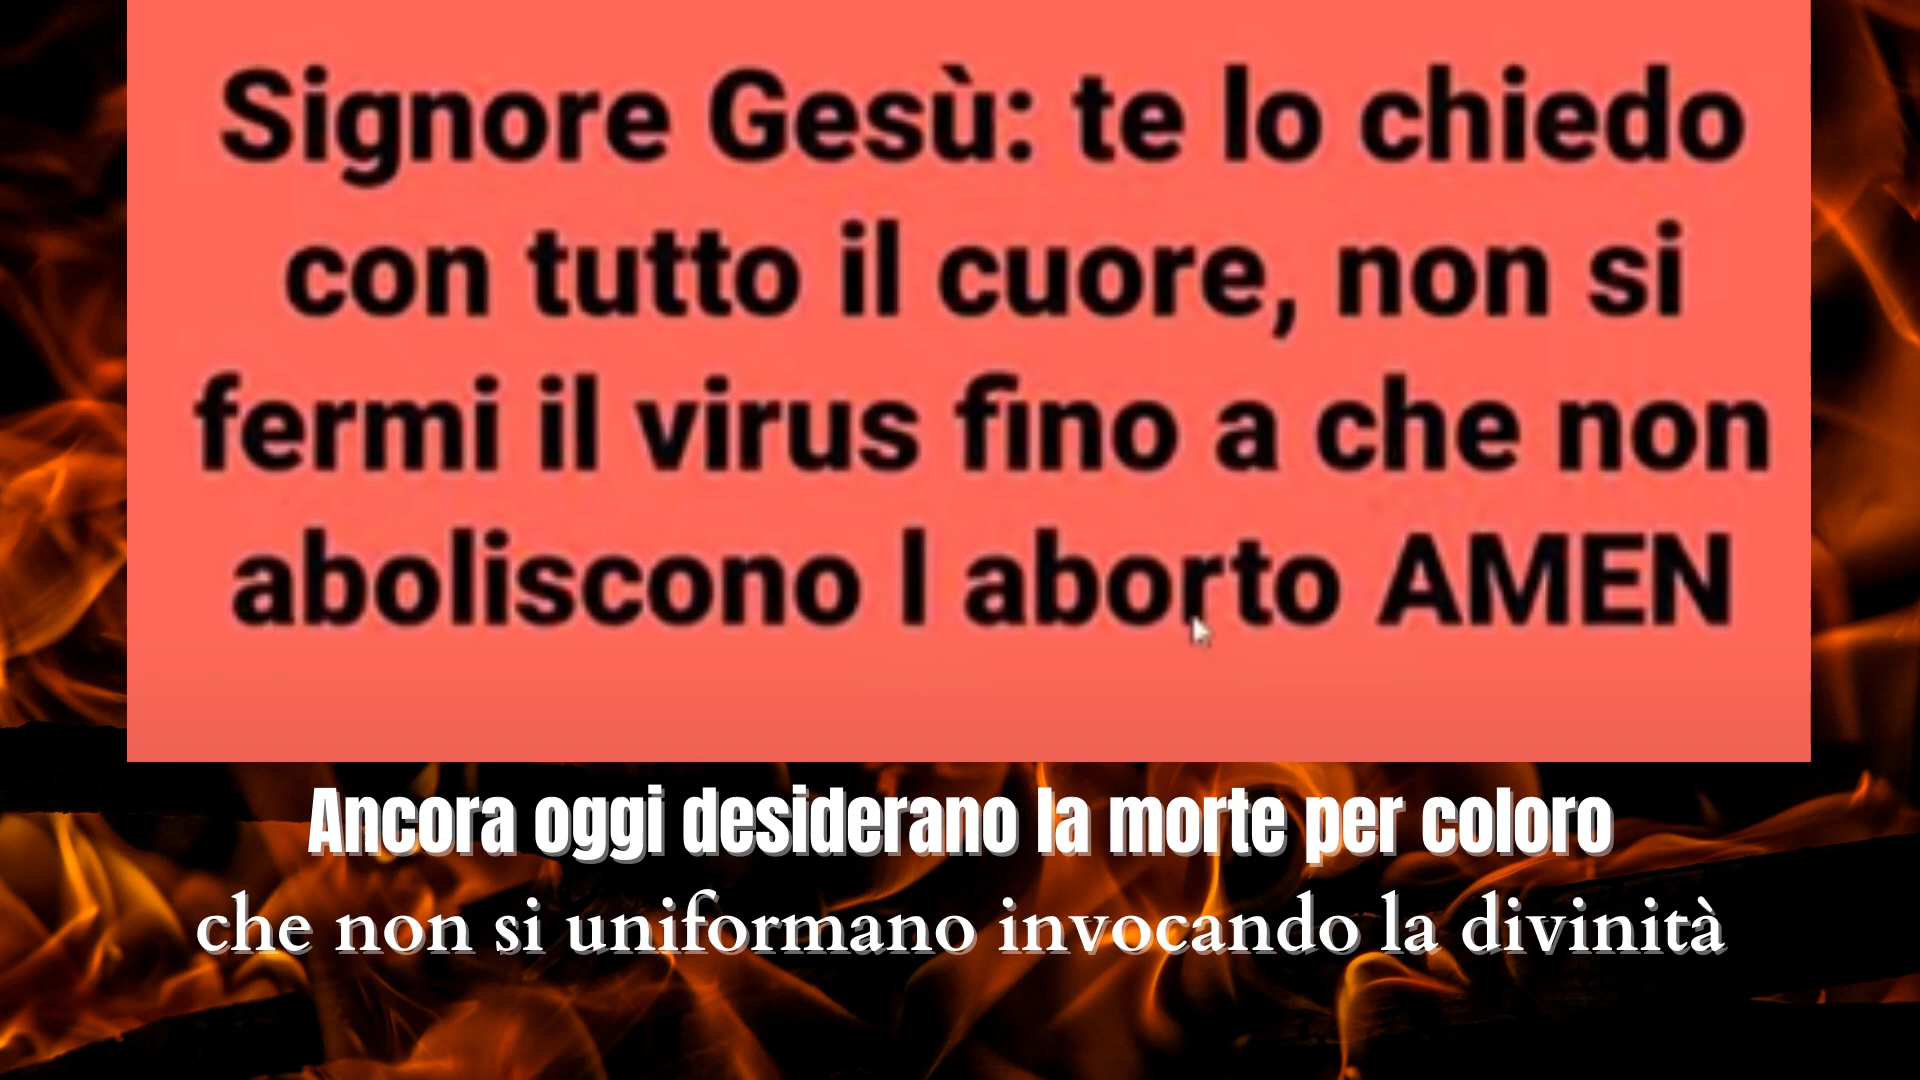 Signore Gesù: te lo chiedo
con tutto il cuore, non si
fermi il virus fino a che non
aboliscono l aborto AMEN
Ancora oggi desiderano la morte per coloro
che non si uniformano invocando la divinità